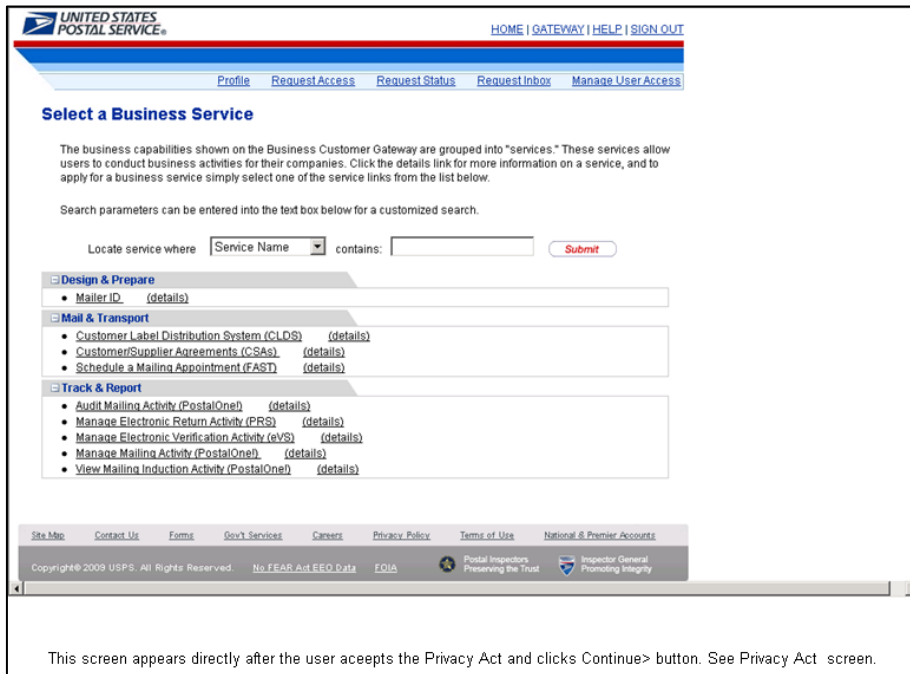 UNITED STATES
POSTAL SERVICE®
HOME | GATEWAY | HELP | SIGN OUT
Profile Request Access Request Status Request Inbox Manage User Access
Select a Business Service
The business capabilities shown on the Business Customer Gateway are grouped into "services." These services allow
users to conduct business activities for their companies. Click the details link for more information on a service, and to
apply for a business service simply select one of the service links from the list below.
Search parameters can be entered into the text box below for a customized search.
Locate service where Service Name contains: Submit
Design & Prepare
• Mailer ID (details)
Mail & Transport
• Customer Label Distribution System (CLDS) (details)
• Customer/Supplier Agreements (CSAs) (details)
• Schedule a Mailing Appointment (FAST) (details)
Track & Report
• Audit Mailing Activity (PostalOne!) (details)
• Manage Electronic Return Activity (PRS) (details)
• Manage Electronic Verification Activity (eVS) (details)
• Manage Mailing Activity (PostalOne!) (details)
• View Mailing Induction Activity (PostalOne!) (details)
Site Map Contact Us Forms Gov't Services Careers Privacy Policy Terms of Use National & Premier Accounts
Copyright© 2009 USPS. All Rights Reserved. No FEAR Act EEO Data FOIA
Postal Inspectors
Preserving the Trust
Inspector General
Promoting Integrity
This screen appears directly after the user aceepts the Privacy Act and clicks Continue> button. See Privacy Act screen.